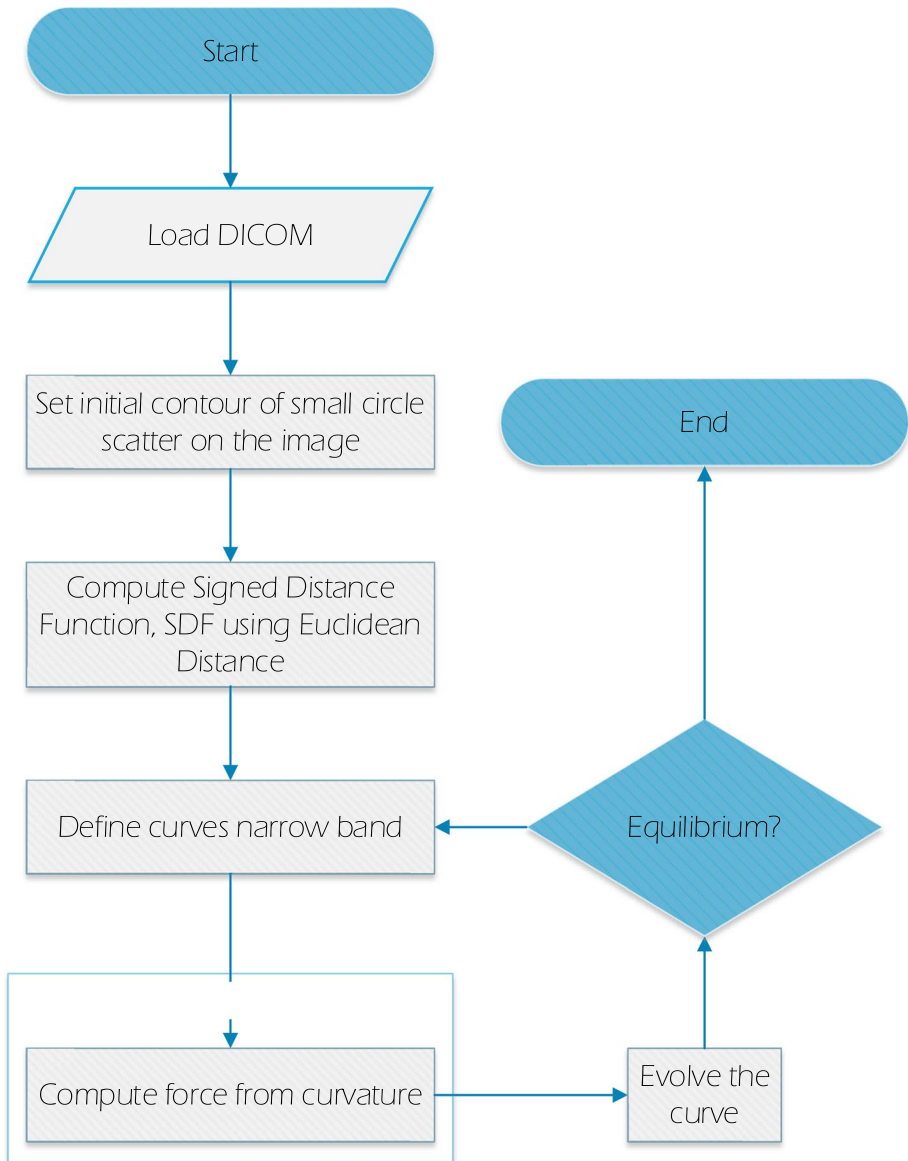 Start
Load DICOM
Set initial contour of small circle
scatter on the image
Compute Signed Distance
Function, SDF using Euclidean
Distance
Define curves narrow band
Compute force from curvature
Evolve the
curve
Equilibrium?
End